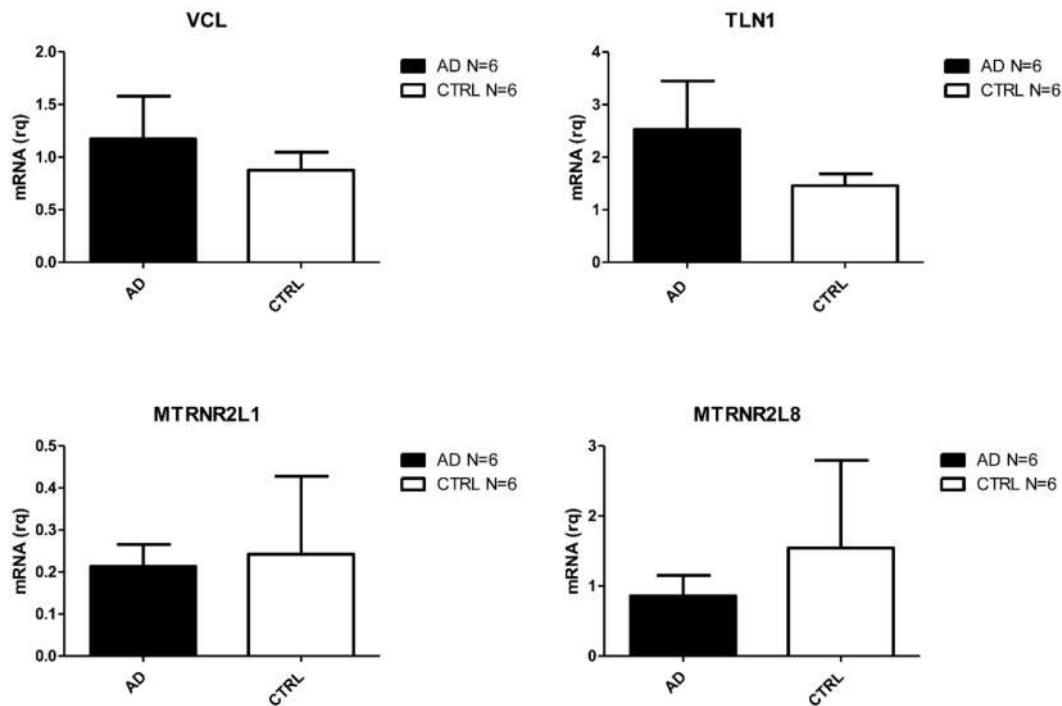 VCL
2.0
1.5
1.0
0.5
0.0
mRNA (rq)
AD
CTRL
AD N=6
CTRL N=6
TLN1
4
3
2
1
0
mRNA (rq)
AD
CTRL
AD N=6
CTRL N=6
MTRNR2L1
0.5
0.4
0.3
0.2
0.1
0.0
mRNA (rq)
AD
CTRL
AD N=6
CTRL N=6
MTRNR2L8
3
2
1
0
mRNA (rq)
AD
CTRL
AD N=6
CTRL N=6